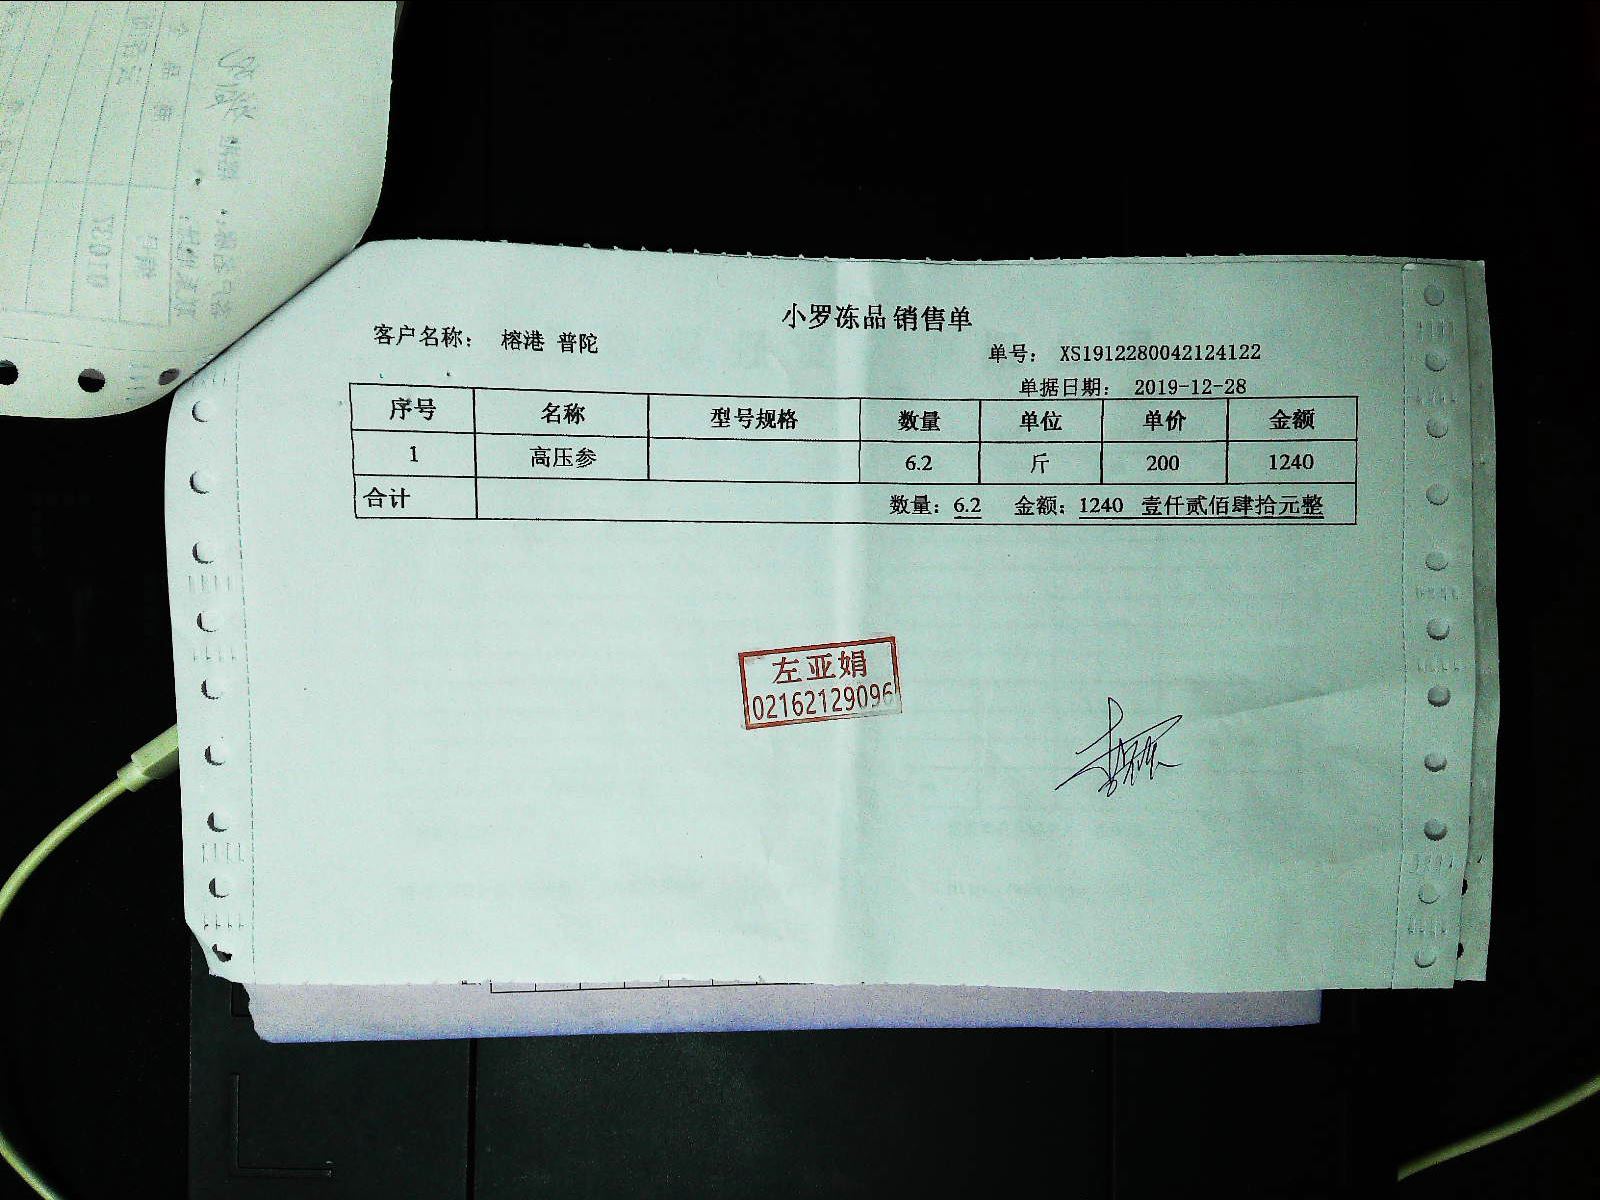 小罗冻品 销售单
客户名称： 榕港 普陀
单号： XS1912280042124122
单据日期： 2019-12-28
序号 名称 型号规格 数量 单位 单价 金额
1 高压参 6.2 斤 200 1240
合计 数量：6.2 金额：1240 壹仟贰佰肆拾元整
左亚娟
02162129096